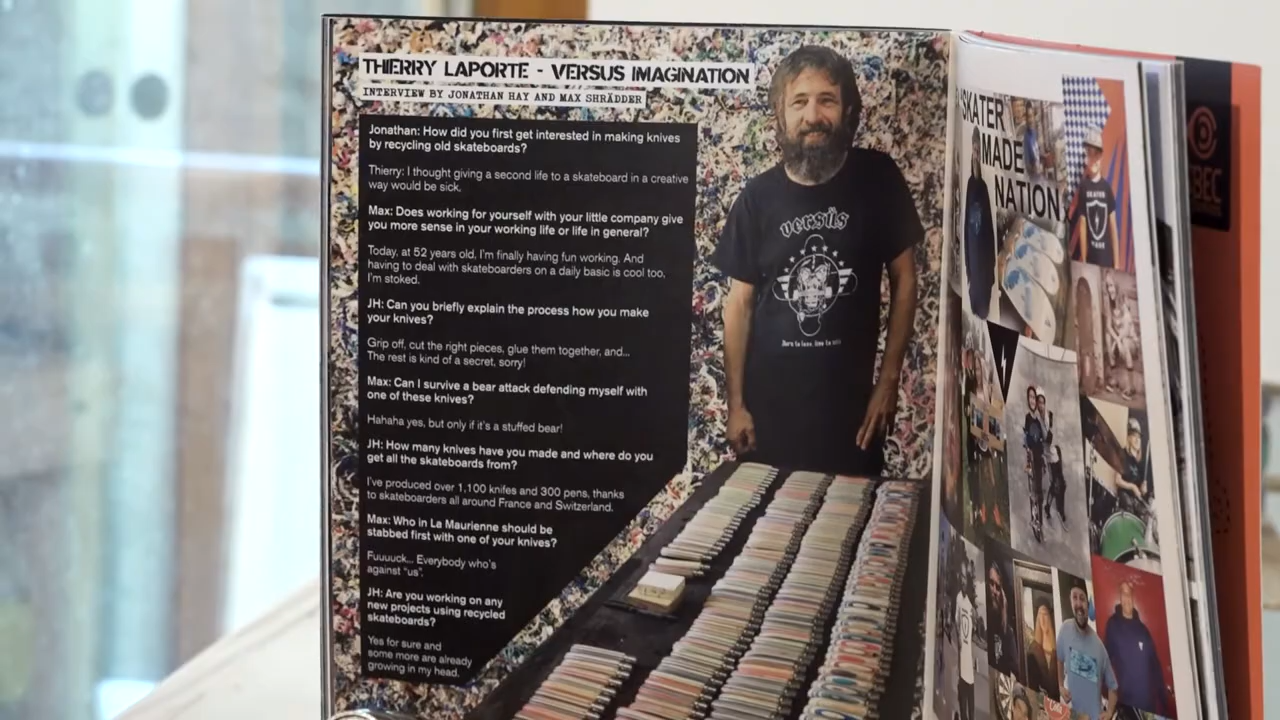 THIERRY LAPORTE - VERSUS IMAGINATION
INTERVIEW BY JONATHAN HAY AND MAX SHRÄDDER
Jonathan: How did you first get interested in making knives
by recycling old skateboards?
Thierry: I thought giving a second life to a skateboard in a creative
way would be sick.
Max: Does working for yourself with your little company give
you more sense in your working life or life in general?
Today, at 52 years old, I'm finally having fun working. And
having to deal with skateboarders on a daily basic is cool too,
I'm stoked.
JH: Can you briefly explain the process how you make
your knives?
Grip off, cut the right pieces, glue them together, and...
The rest is kind of a secret, sorry!
Max: Can I survive a bear attack defending myself with
one of these knives?
Hahaha yes, but only if it's a stuffed bear!
JH: How many knives have you made and where do you
get all the skateboards from?
I've produced over 1,100 knifes and 300 pens, thanks
to skateboarders all around France and Switzerland.
Max: Who in La Maurienne should be
stabbed first with one of your knives?
Fuuuuck... Everybody who's
against "us".
JH: Are you working on any
new projects using recycled
skateboards?
Yes for sure and
some more are already
growing in my head.
versüs
Born to lose, live to win
SKATER
MADE
NATION
SKATER
MADE
BEC